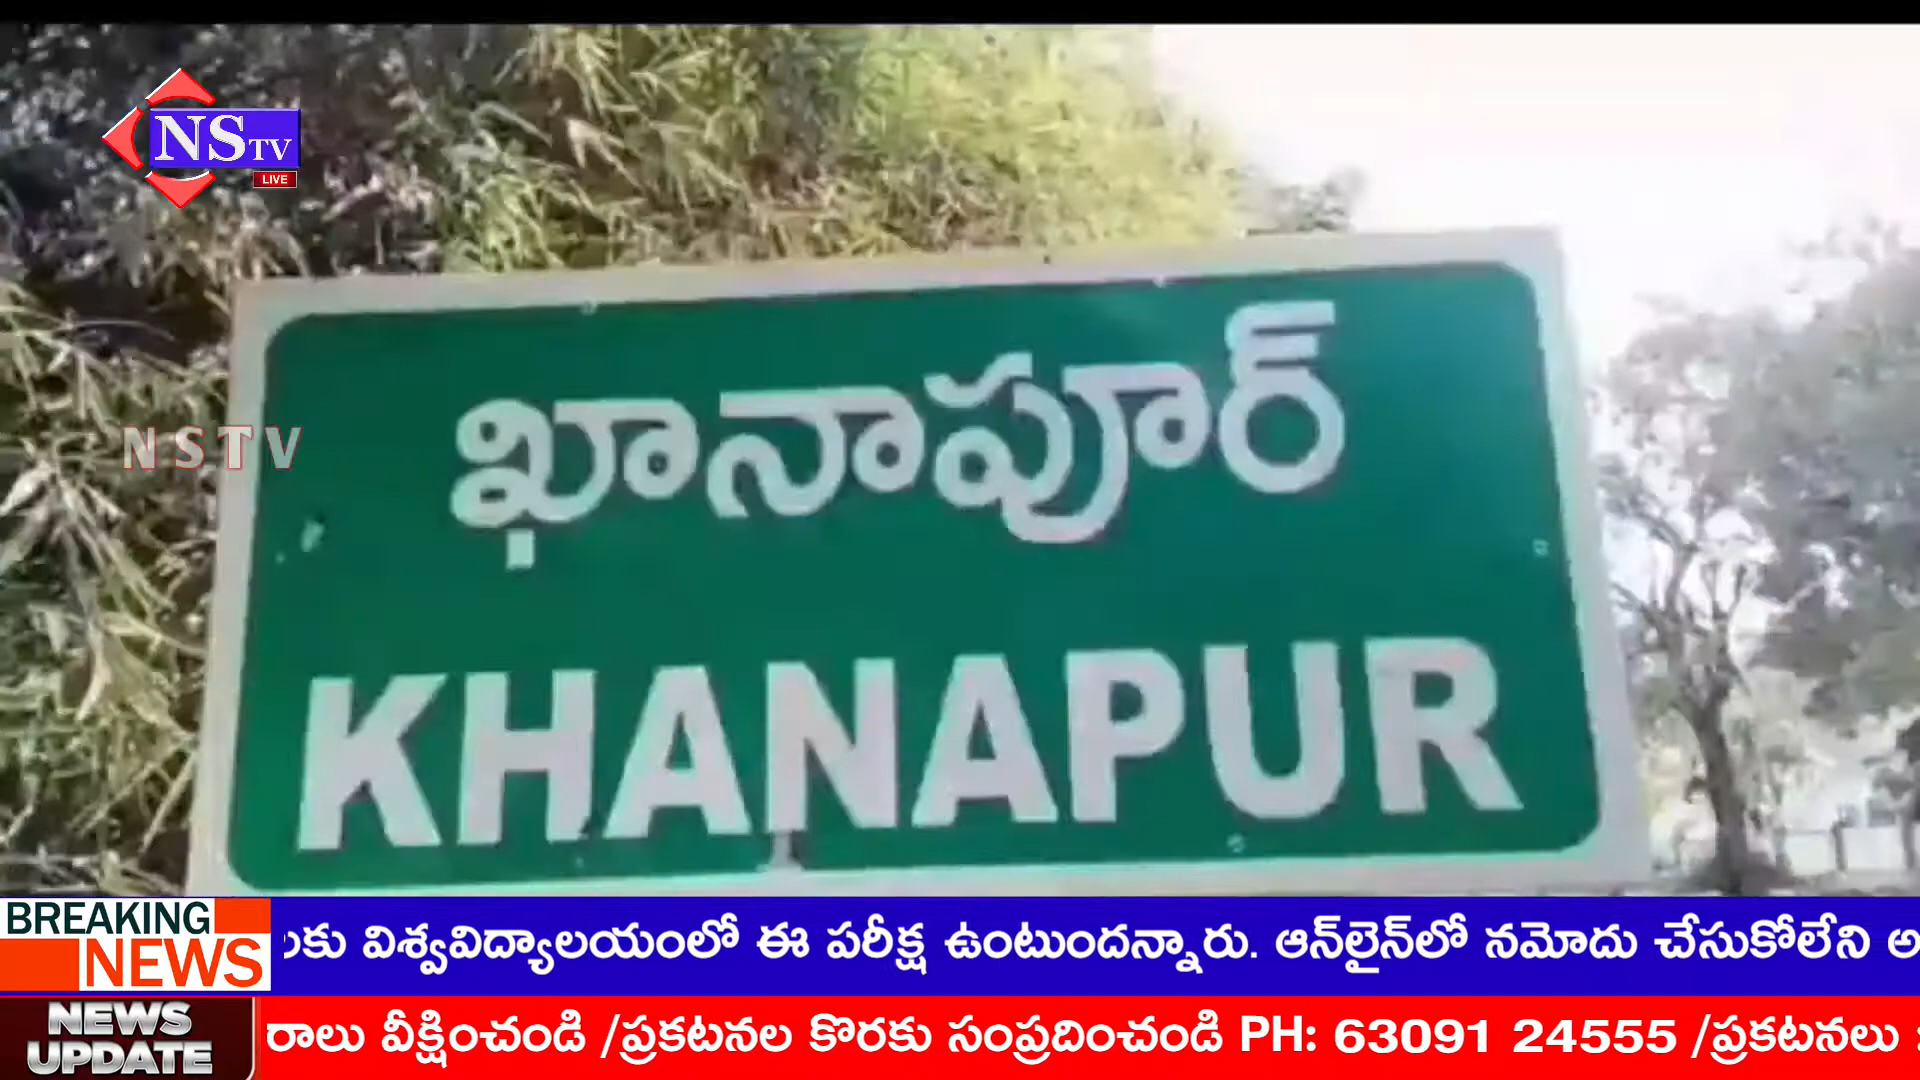 NSTV
LIVE
ఖానాపూర్
NSTV
KHANAPUR
BREAKING
NEWS
లకు విశ్వవిద్యాలయంలో ఈ పరీక్ష ఉంటుందన్నారు. ఆన్‌లైన్‌లో నమోదు చేసుకోలేని అ
NEWS
UPDATE
రాలు వీక్షించండి /ప్రకటనల కొరకు సంప్రదించండి PH: 63091 24555 /ప్రకటనలు